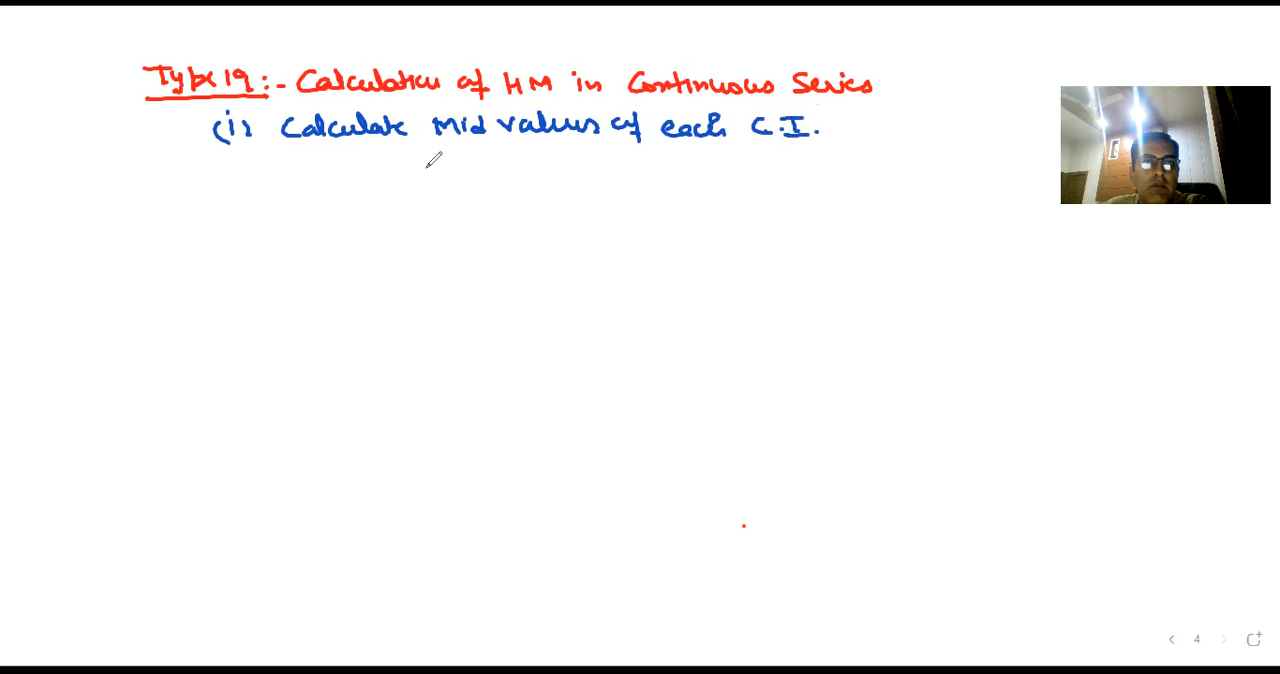 Type 19:- Calculation of HM in Continuous Series
(i) Calculate Mid values of each C.I.
4